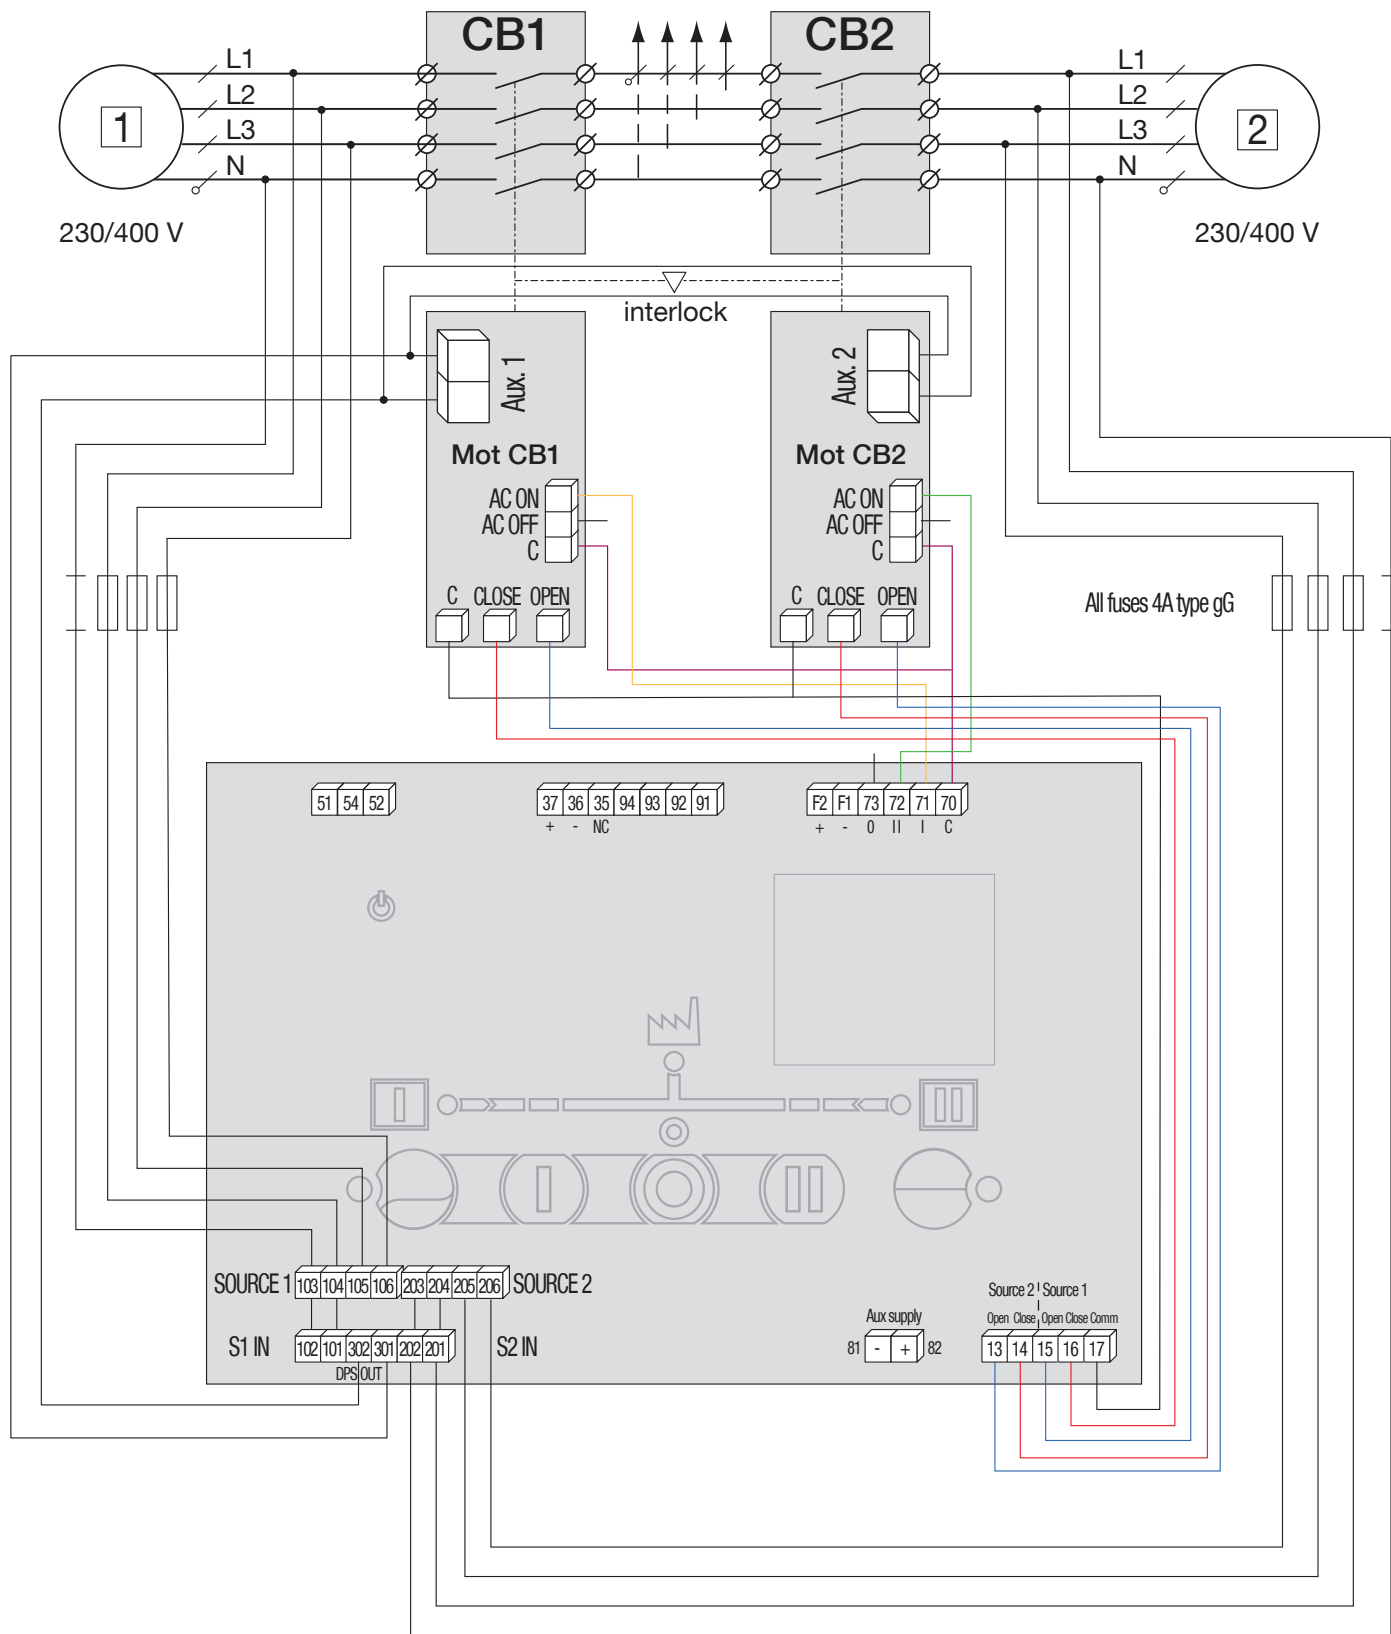 CB1 CB2
L1 L1
L2 L2
1 L3 L3 2
N N
230/400 V 230/400 V
interlock
Aux. 1 Aux. 2
Mot CB1 Mot CB2
AC ON AC ON
AC OFF AC OFF
C C
C CLOSE OPEN C CLOSE OPEN
All fuses 4A type gG
51 54 52 37 36 35 94 93 92 91 F2 F1 73 72 71 70
+ - NC + - 0 II I C
SOURCE 1 103 104 105 106 203 204 205 206 SOURCE 2
Source 2 Source 1
Aux supply Open Close Open Close Comm
S1 IN 102 101 302 301 202 201 S2 IN 81 - + 82 13 14 15 16 17
DPS OUT